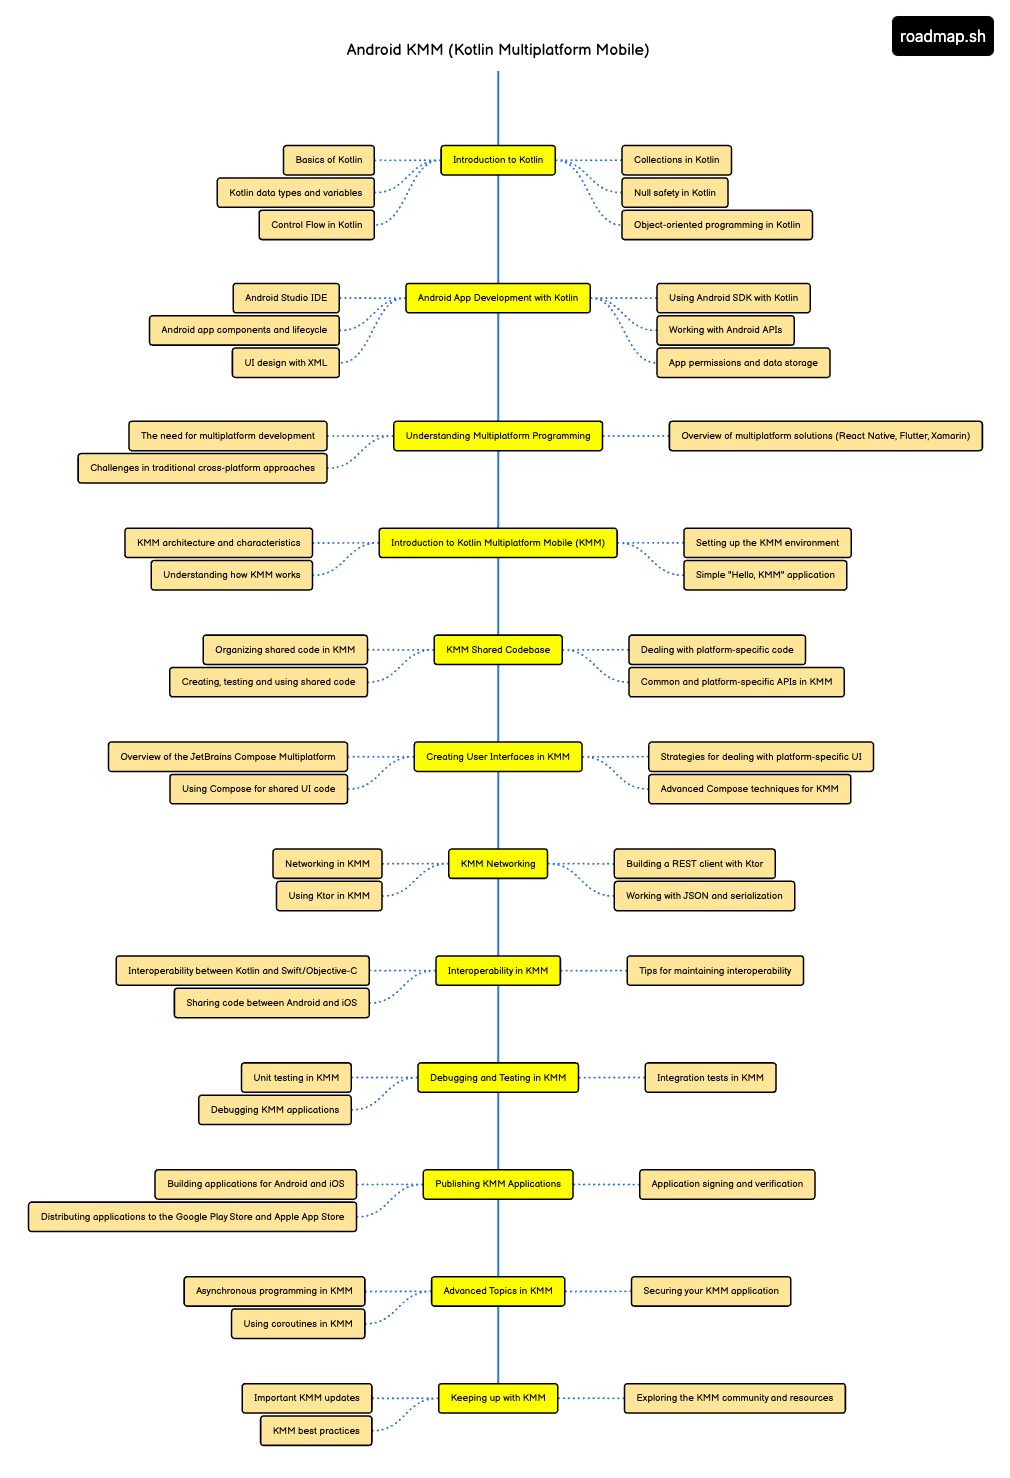 roadmap.sh
Android KMM (Kotlin Multiplatform Mobile)
Basics of Kotlin
Introduction to Kotlin
Collections in Kotlin
Kotlin data types and variables
Null safety in Kotlin
Control Flow in Kotlin
Object-oriented programming in Kotlin
Android Studio IDE
Android App Development with Kotlin
Using Android SDK with Kotlin
Android app components and lifecycle
Working with Android APIs
UI design with XML
App permissions and data storage
The need for multiplatform development
Understanding Multiplatform Programming
Overview of multiplatform solutions (React Native, Flutter, Xamarin)
Challenges in traditional cross-platform approaches
KMM architecture and characteristics
Introduction to Kotlin Multiplatform Mobile (KMM)
Setting up the KMM environment
Understanding how KMM works
Simple "Hello, KMM" application
Organizing shared code in KMM
KMM Shared Codebase
Dealing with platform-specific code
Creating, testing and using shared code
Common and platform-specific APIs in KMM
Overview of the JetBrains Compose Multiplatform
Creating User Interfaces in KMM
Strategies for dealing with platform-specific UI
Using Compose for shared UI code
Advanced Compose techniques for KMM
Networking in KMM
KMM Networking
Building a REST client with Ktor
Using Ktor in KMM
Working with JSON and serialization
Interoperability between Kotlin and Swift/Objective-C
Interoperability in KMM
Tips for maintaining interoperability
Sharing code between Android and iOS
Unit testing in KMM
Debugging and Testing in KMM
Integration tests in KMM
Debugging KMM applications
Building applications for Android and iOS
Publishing KMM Applications
Application signing and verification
Distributing applications to the Google Play Store and Apple App Store
Asynchronous programming in KMM
Advanced Topics in KMM
Securing your KMM application
Using coroutines in KMM
Important KMM updates
Keeping up with KMM
Exploring the KMM community and resources
KMM best practices